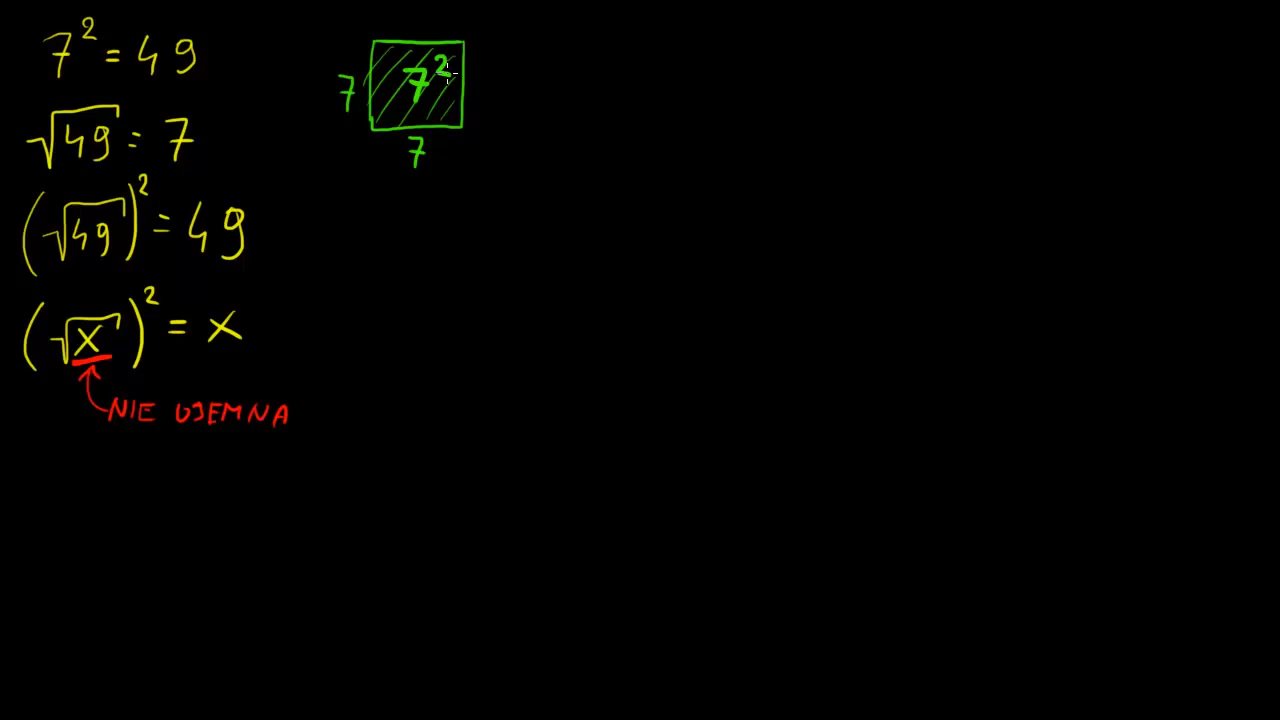 7² = 49
√49 = 7
(√49)² = 49
(√x)² = x
NIE UJEMNA
7²
7
7